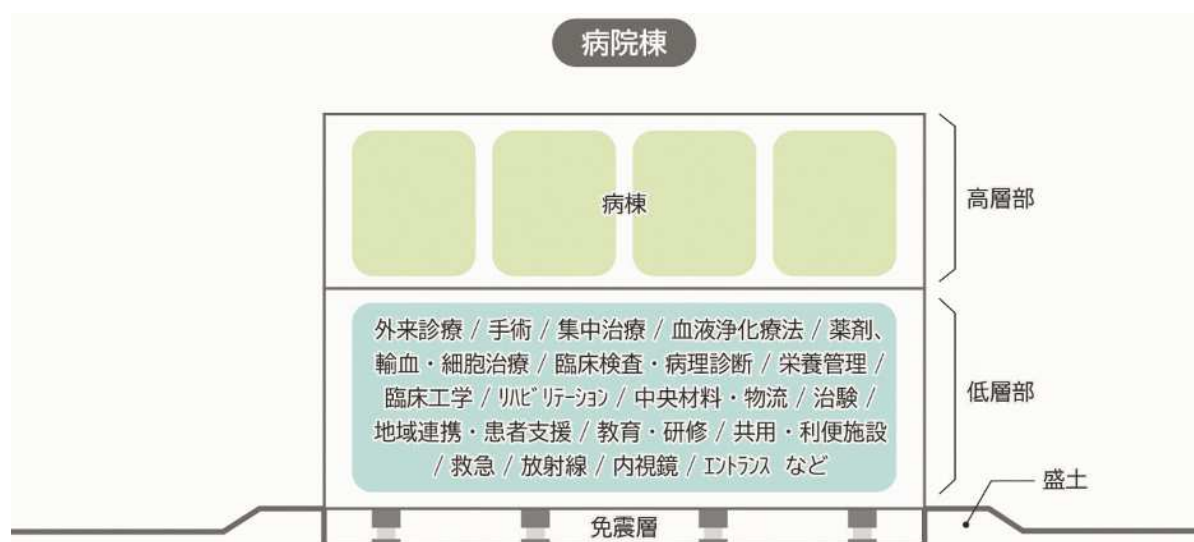 病院棟
病棟
高層部
外来診療 / 手術 / 集中治療 / 血液浄化療法 / 薬剤、
輸血・細胞治療 / 臨床検査・病理診断 / 栄養管理 /
臨床工学 / ﾘﾊﾋﾞﾘﾃｰｼｮﾝ / 中央材料・物流 / 治験 /
地域連携・患者支援 / 教育・研修 / 共用・利便施設
/ 救急 / 放射線 / 内視鏡 / ｴﾝﾄﾗﾝｽ など
低層部
盛土
免震層